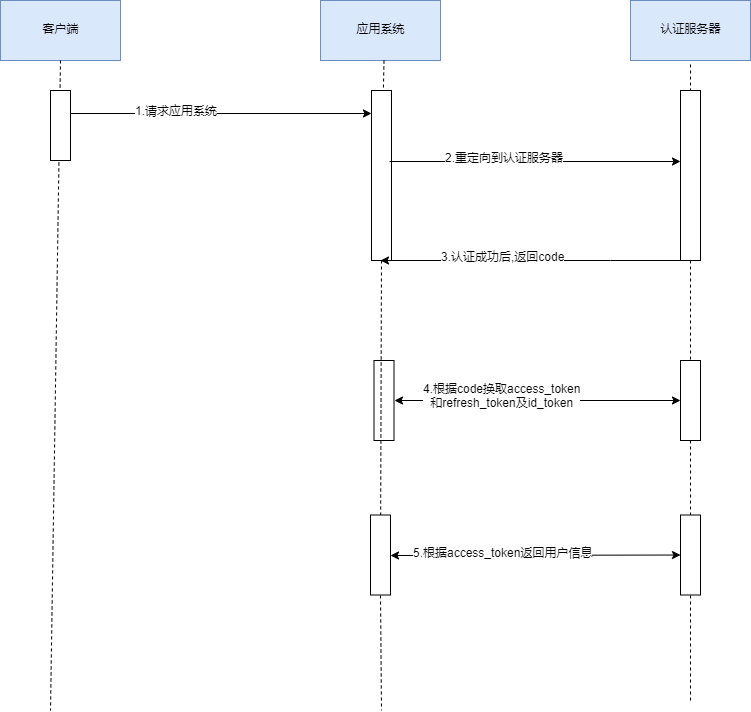 客户端
应用系统
认证服务器
1.请求应用系统
2.重定向到认证服务器
3.认证成功后,返回code
4.根据code换取access_token
和refresh_token及id_token
5.根据access_token返回用户信息